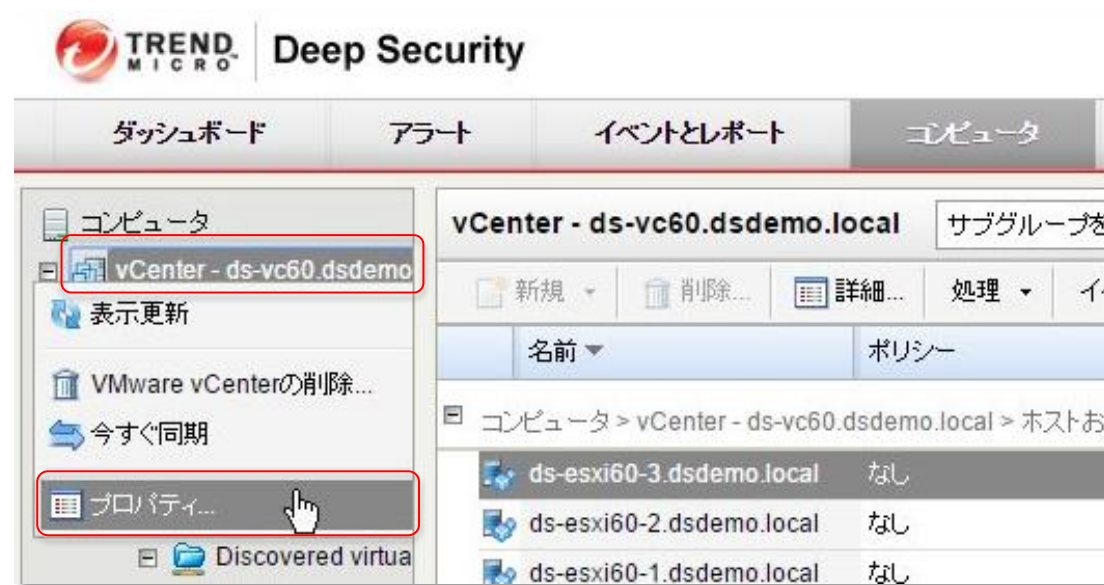 TREND MICRO Deep Security
ダッシュボード アラート イベントとレポート コンピュータ
コンピュータ
vCenter - ds-vc60.dsdemo
表示更新
VMware vCenterの削除...
今すぐ同期
プロパティ...
Discovered virtua
vCenter - ds-vc60.dsdemo.local サブグループを
新規 削除... 詳細... 処理 イ
名前 ポリシー
コンピュータ > vCenter - ds-vc60.dsdemo.local > ホストお
ds-esxi60-3.dsdemo.local なし
ds-esxi60-2.dsdemo.local なし
ds-esxi60-1.dsdemo.local なし